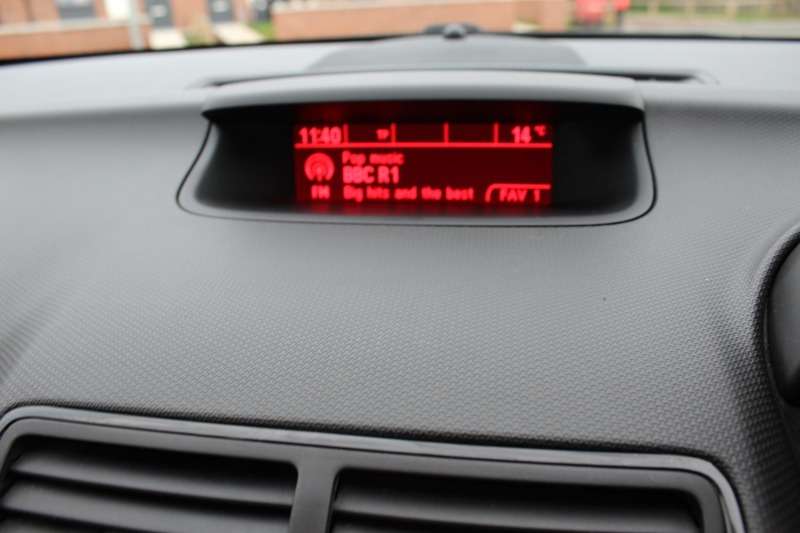 11:40 TP 14 °C
Pop music
BBC R1
FM Big hits and the best FAV 1